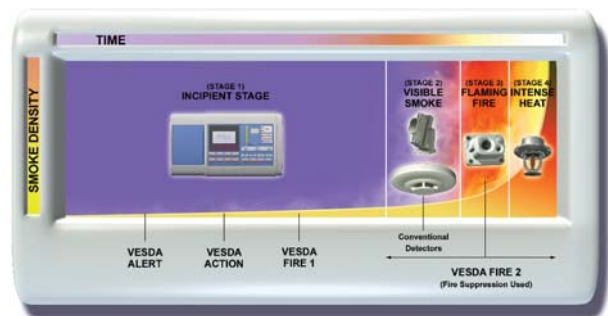 TIME
SMOKE DENSITY
(STAGE 1)
INCIPIENT STAGE
(STAGE 2)
VISIBLE
SMOKE
(STAGE 3)
FLAMING
FIRE
(STAGE 4)
INTENSE
HEAT
VESDA
ALERT
VESDA
ACTION
VESDA
FIRE 1
Conventional
Detectors
VESDA FIRE 2
(Fire Suppression Used)